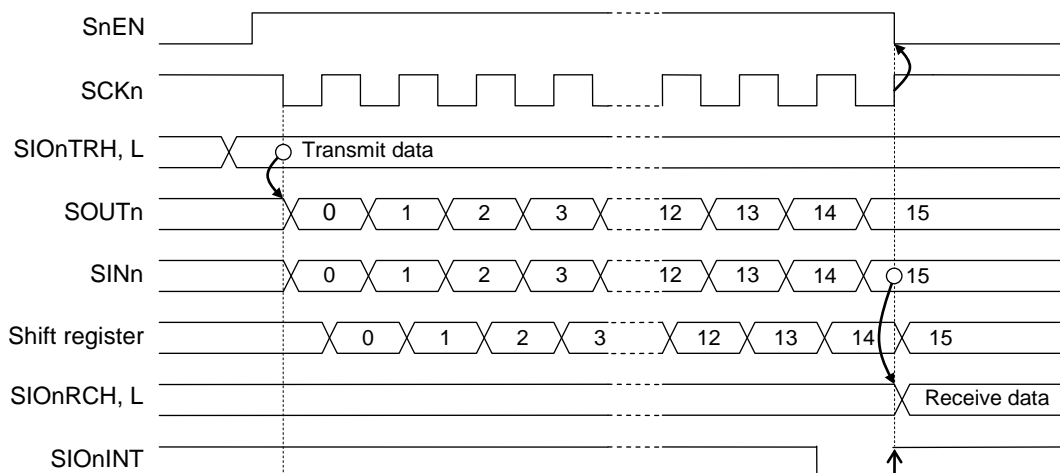 SnEN
SCKn
SIOnTRH, L Transmit data
SOUTn 0 1 2 3 12 13 14 15
SINn 0 1 2 3 12 13 14 15
Shift register 0 1 2 3 12 13 14 15
SIOnRCH, L Receive data
SIOnINT